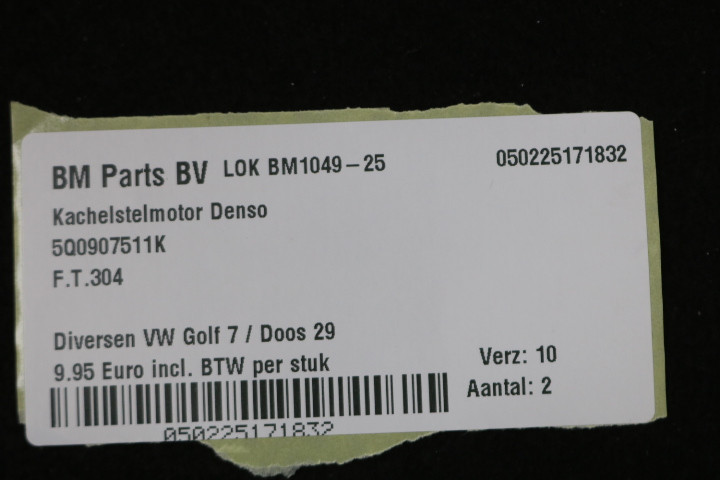 BM Parts BV LOK BM1049-25 050225171832
Kachelstelmotor Denso
5Q0907511K
F.T.304
Diversen VW Golf 7 / Doos 29
9.95 Euro incl. BTW per stuk
Verz: 10
Aantal: 2
050225171832